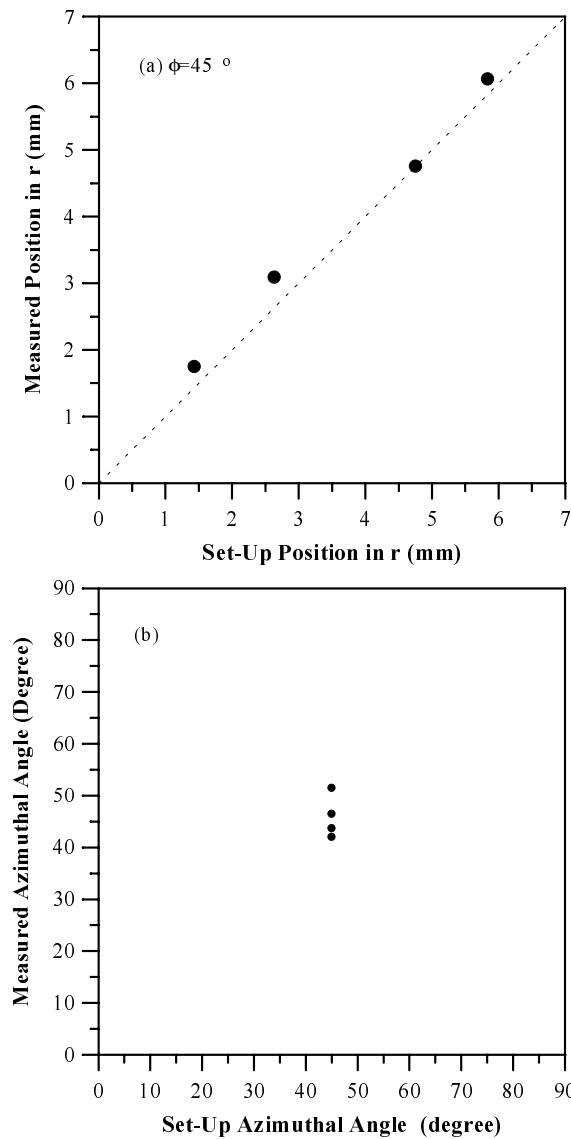 7
(a) ϕ=45 o
6
5
4
3
2
1
0
Measured Position in r (mm)
0 1 2 3 4 5 6 7
Set-Up Position in r (mm)
90
(b)
80
70
60
50
40
30
20
10
0
Measured Azimuthal Angle (Degree)
0 10 20 30 40 50 60 70 80 90
Set-Up Azimuthal Angle (degree)